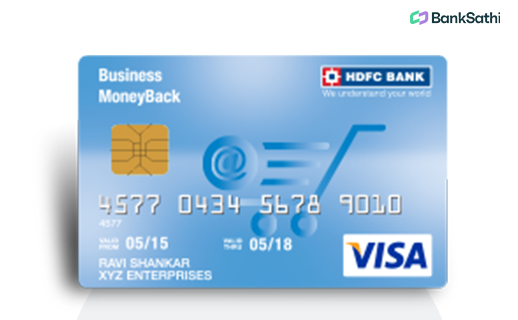 BankSathi
Business
MoneyBack
HDFC BANK
We understand your world
4577 0434 5678 9010
4577
VALID FROM 05/15 VALID THRU 05/18
RAVI SHANKAR
XYZ ENTERPRISES
VISA
@